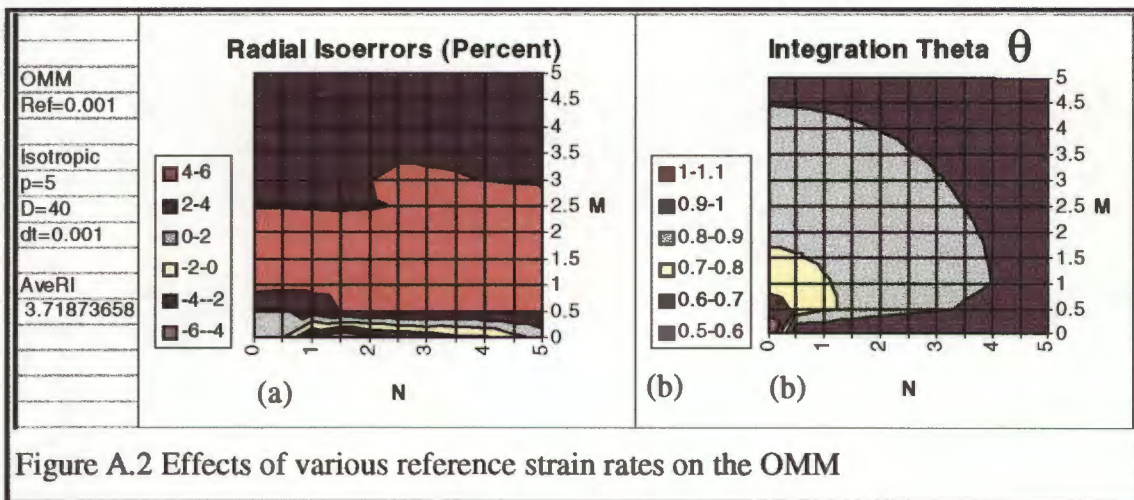 OMM
Ref=0.001
Isotropic
p=5
D=40
dt=0.001
AveRI
3.71873658
Radial Isoerrors (Percent)
4-6
2-4
0-2
-2-0
-4--2
-6--4
5
4.5
4
3.5
3
2.5 M
2
1.5
1
0.5
0
0 1 2 3 4 5
(a) N
Integration Theta θ
1-1.1
0.9-1
0.8-0.9
0.7-0.8
0.6-0.7
0.5-0.6
5
4.5
4
3.5
3
2.5 M
2
1.5
1
0.5
0
0 1 2 3 4 5
(b) (b) N
Figure A.2 Effects of various reference strain rates on the OMM